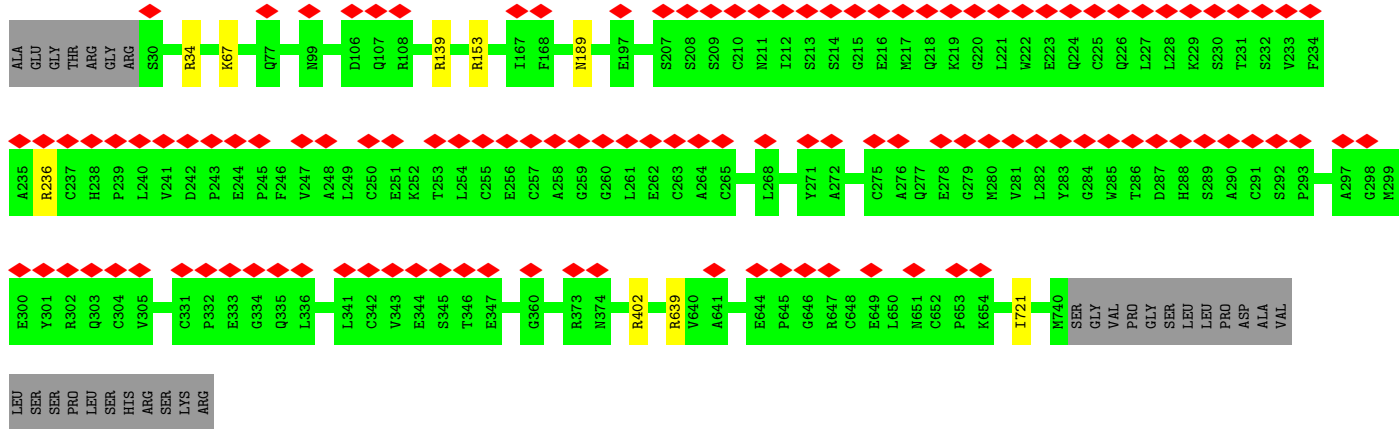 ALA GLU GLY THR ARG GLY ARG S30 R34 K67 Q77 N99 D106 Q107 R108 R139 R153 I167 F168 N189 E197 S207 S208 S209 C210 N211 I212 S213 S214 G215 E216 M217 Q218 K219 G220 L221 W222 E223 Q224 C225 Q226 L227 L228 K229 S230 T231 S232 V233 F234
A235 R236 C237 H238 P239 L240 V241 D242 P243 E244 P245 F246 V247 A248 L249 C250 E251 K252 T253 L254 C255 E256 C257 A258 G259 G260 L261 E262 C263 A264 C265 L268 Y271 A272 C275 A276 Q277 E278 G279 M280 V281 L282 Y283 G284 W285 T286 D287 H288 S289 A290 C291 S292 P293 A297 G298 M299
E300 Y301 R302 Q303 C304 V305 C331 P332 E333 G334 Q335 L336 L341 C342 V343 E344 S345 T346 E347 G360 R373 N374 R402 R639 V640 A641 E644 P645 G646 R647 C648 E649 L650 N651 C652 P653 K654 I721 M740 SER GLY VAL PRO GLY SER LEU LEU PRO ASP ALA VAL
LEU SER SER PRO LEU SER HIS ARG SER LYS ARG